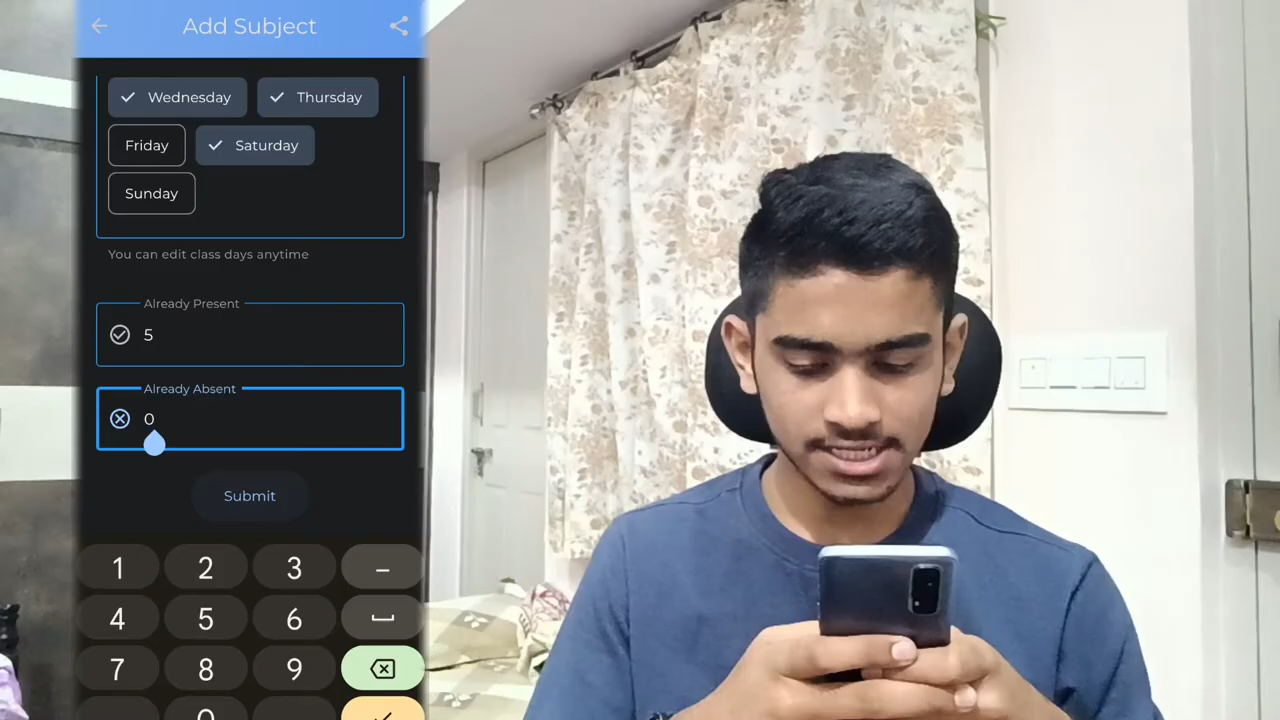 Add Subject
Wednesday Thursday
Friday Saturday
Sunday
You can edit class days anytime
Already Present
5
Already Absent
0
Submit
1 2 3 –
4 5 6
7 8 9
0